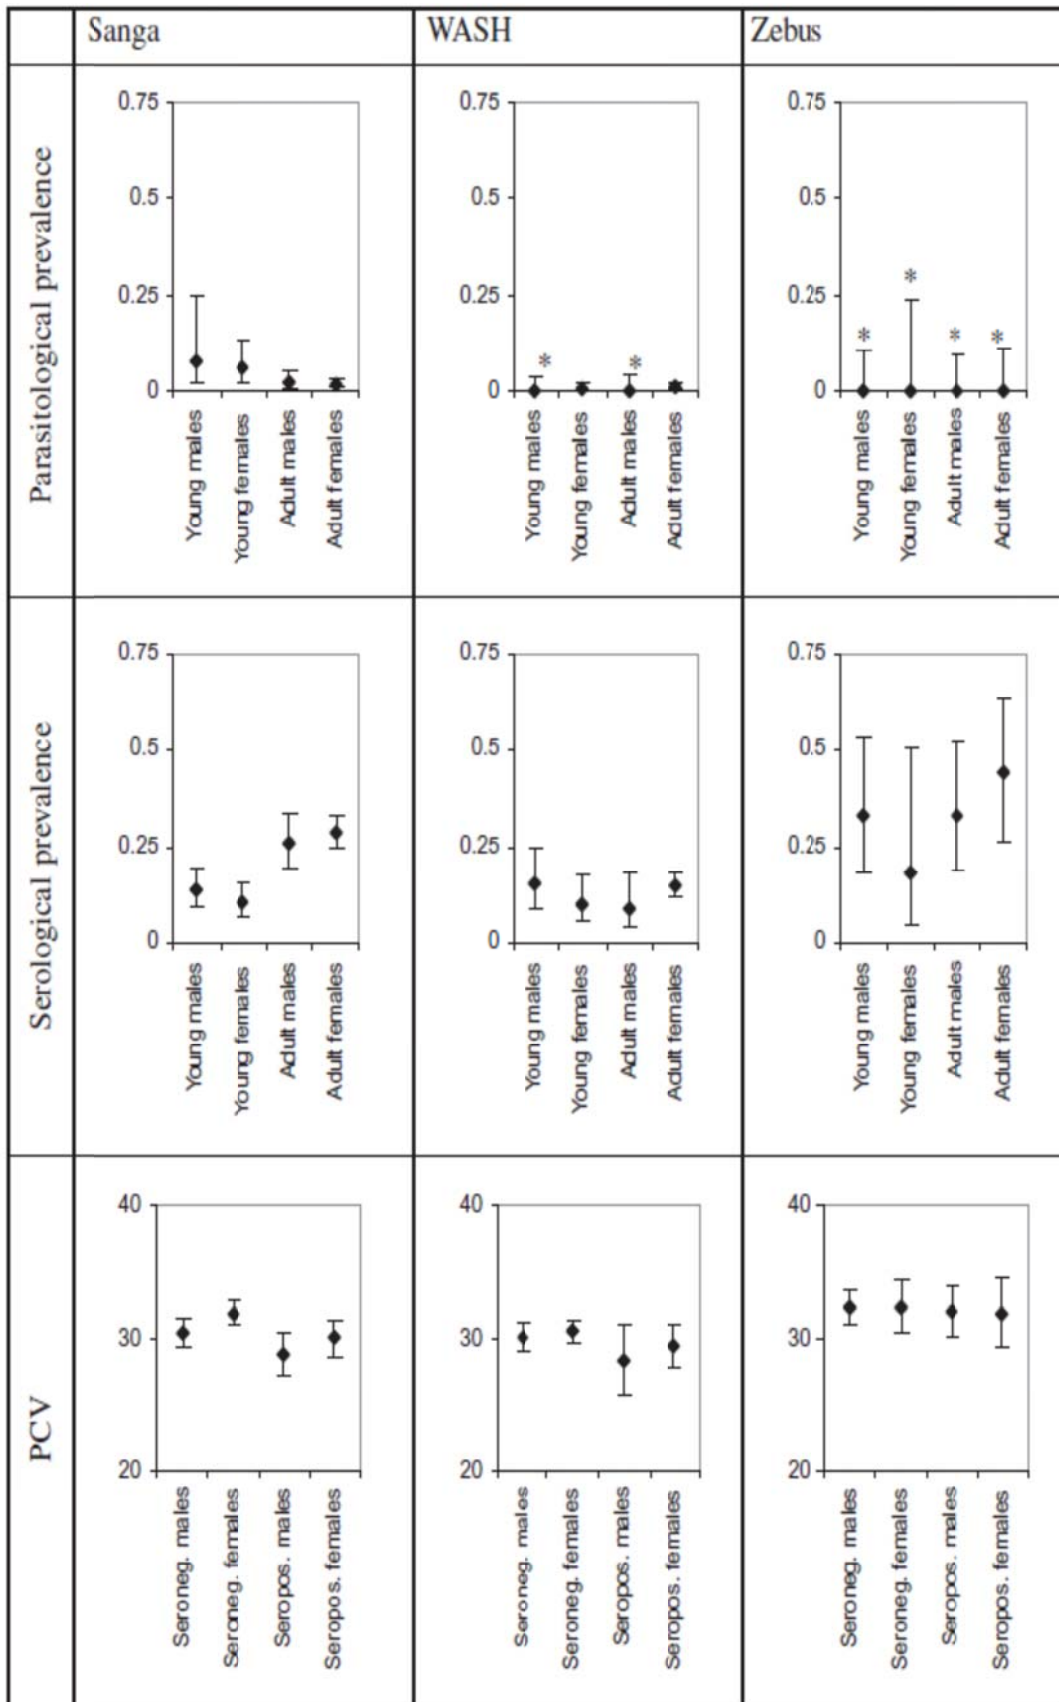 Sanga WASH Zebus
Parasitological prevalence
0.75
0.5
0.25
0
Young males
Young females
Adult males
Adult females
0.75
0.5
0.25
0
*
*
Young males
Young females
Adult males
Adult females
0.75
0.5
0.25
0
*
*
*
*
Young males
Young females
Adult males
Adult females
Serological prevalence
0.75
0.5
0.25
0
Young males
Young females
Adult males
Adult females
0.75
0.5
0.25
0
Young males
Young females
Adult males
Adult females
0.75
0.5
0.25
0
Young males
Young females
Adult males
Adult females
PCV
40
30
20
Seroneg. males
Seroneg. females
Seropos. males
Seropos. females
40
30
20
Seroneg. males
Seroneg. females
Seropos. males
Seropos. females
40
30
20
Seroneg. males
Seroneg. females
Seropos. males
Seropos. females